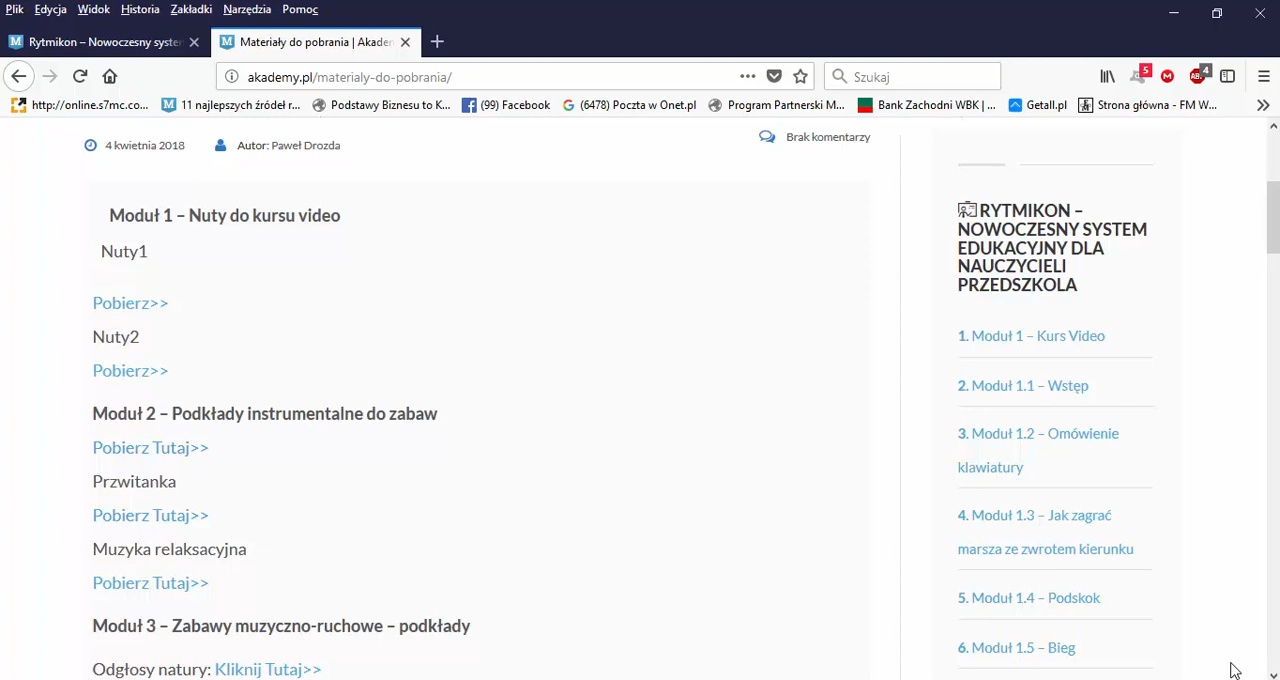 Plik Edycja Widok Historia Zakładki Narzędzia Pomoc
Rytmikon – Nowoczesny syster
Materiały do pobrania | Akaden
akademy.pl/materialy-do-pobrania/
Szukaj
5
4
http://online.s7mc.co...
11 najlepszych źródeł r...
Podstawy Biznesu to K...
(99) Facebook
(6478) Poczta w Onet.pl
Program Partnerski M...
Bank Zachodni WBK | ...
Getall.pl
Strona główna - FM W...
4 kwietnia 2018
Autor: Paweł Drozda
Brak komentarzy
Moduł 1 – Nuty do kursu video
Nuty1
Pobierz>>
Nuty2
Pobierz>>
Moduł 2 – Podkłady instrumentalne do zabaw
Pobierz Tutaj>>
Przwitanka
Pobierz Tutaj>>
Muzyka relaksacyjna
Pobierz Tutaj>>
Moduł 3 – Zabawy muzyczno-ruchowe – podkłady
Odgłosy natury: Kliknij Tutaj>>
RYTMIKON –
NOWOCZESNY SYSTEM
EDUKACYJNY DLA
NAUCZYCIELI
PRZEDSZKOLA
1. Moduł 1 – Kurs Video
2. Moduł 1.1 – Wstęp
3. Moduł 1.2 – Omówienie
klawiatury
4. Moduł 1.3 – Jak zagrać
marsza ze zwrotem kierunku
5. Moduł 1.4 – Podskok
6. Moduł 1.5 – Bieg